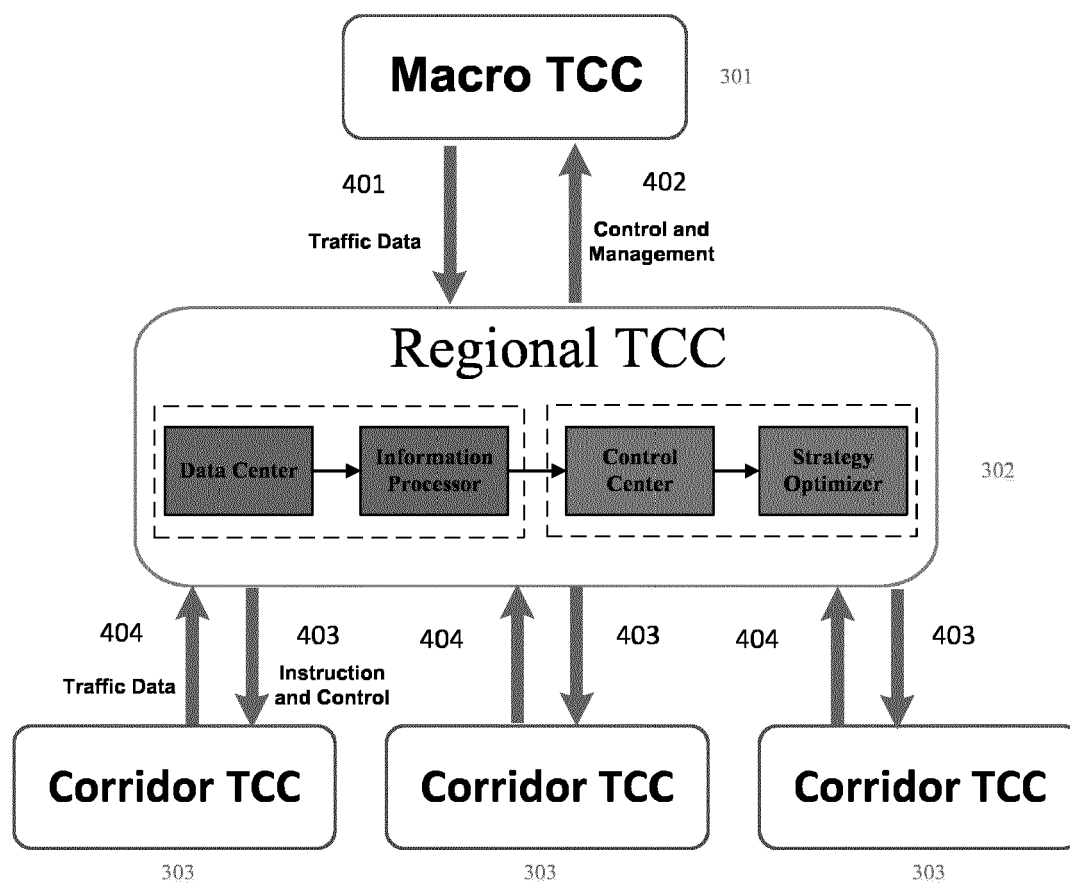 Macro TCC
301
401
402
Traffic Data
Control and
Management
Regional TCC
Data Center
Information
Processor
Control
Center
Strategy
Optimizer
302
404
403
404
403
404
403
Traffic Data
Instruction
and Control
Corridor TCC
Corridor TCC
Corridor TCC
303
303
303